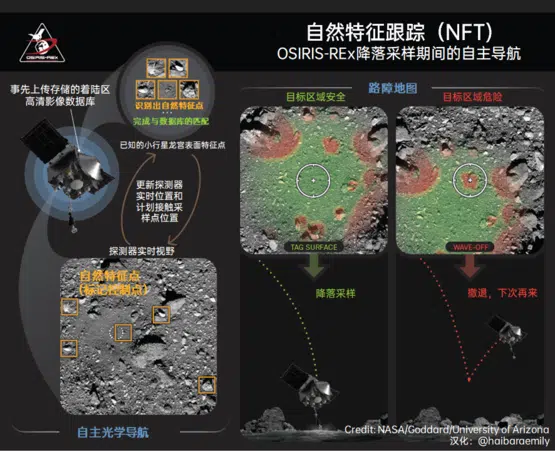 OSIRIS-REx
自然特征跟踪（NFT）
OSIRIS-REx降落采样期间的自主导航
事先上传存储的着陆区
高清影像数据库
识别出自然特征点
完成与数据库的匹配
已知的小行星龙宫表面特征点
更新探测器
实时位置和
计划接触采
样点位置
探测器实时视野
自然特征点
（标记控制点）
自主光学导航
路障地图
目标区域安全
目标区域危险
TAG SURFACE
WAVE-OFF
降落采样
撤退，下次再来
Credit: NASA/Goddard/University of Arizona
汉化：@haibaraemily